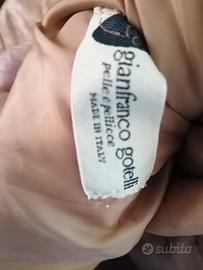 gianfranco gotelli
pelle e pellicce
MADE IN ITALY
subito